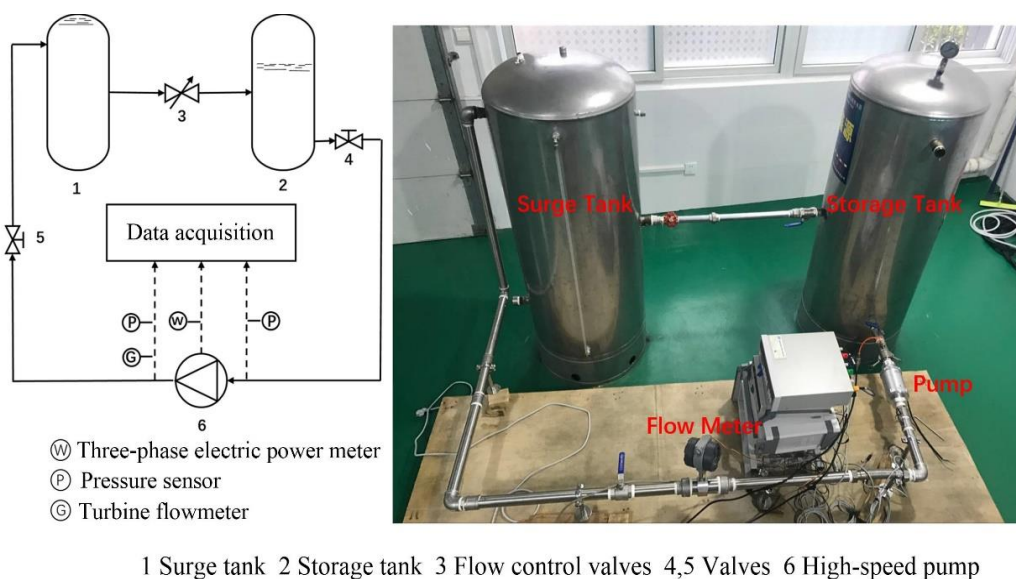 3
1
2
4
5
Data acquisition
P
W
P
G
6
W Three-phase electric power meter
P Pressure sensor
G Turbine flowmeter
Surge Tank
Storage Tank
Pump
Flow Meter
1 Surge tank 2 Storage tank 3 Flow control valves 4,5 Valves 6 High-speed pump